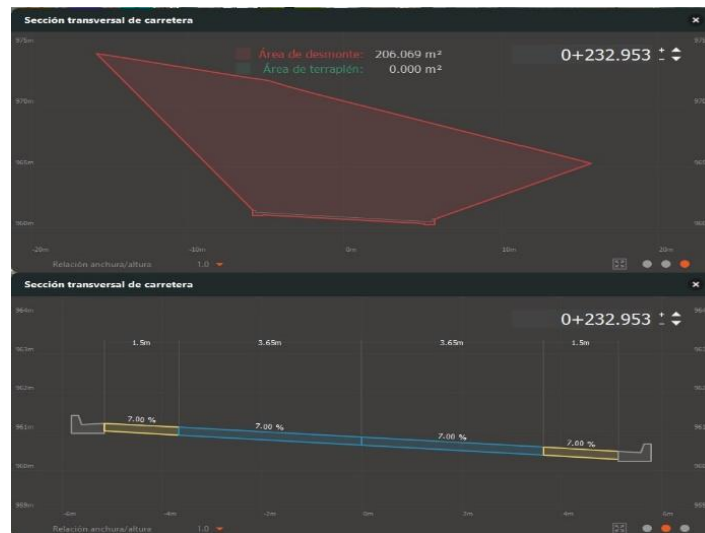 Sección transversal de carretera
975m
Área de desmonte: 206.069 m²
0+232.953 + -
Área de terraplén: 0.000 m²
970m
965m
960m
-20m -10m 0m 10m 20m
Relación anchura/altura 1.0
Sección transversal de carretera
964m
0+232.953 + -
963m
1.5m 3.65m 3.65m 1.5m
962m
7.00 % 7.00 % 7.00 % 7.00 %
961m
960m
959m
-6m -4m -2m 0m 2m 4m 6m
Relación anchura/altura 1.0